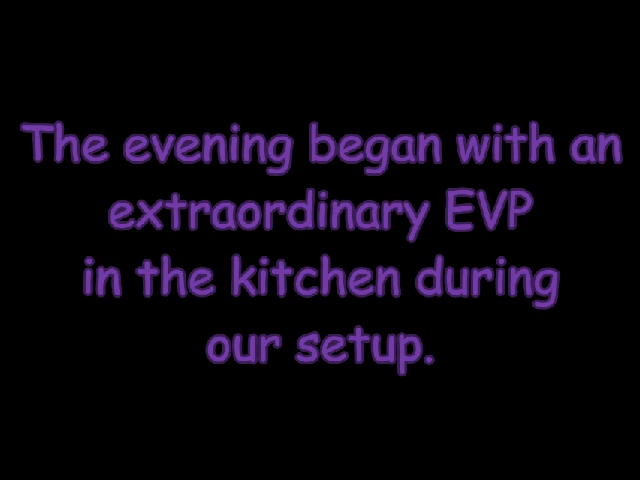 The evening began with an
extraordinary EVP
in the kitchen during
our setup.